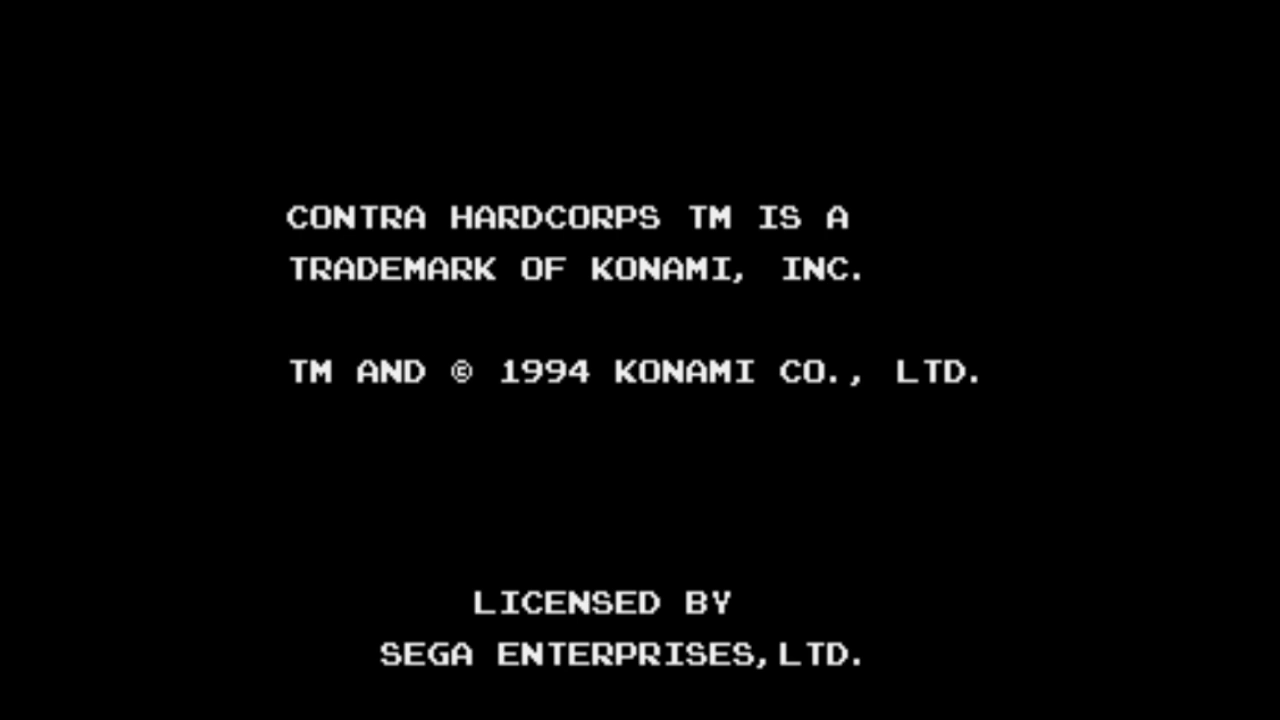 CONTRA HARDCORPS TM IS A
TRADEMARK OF KONAMI, INC.
TM AND © 1994 KONAMI CO., LTD.
LICENSED BY
SEGA ENTERPRISES,LTD.